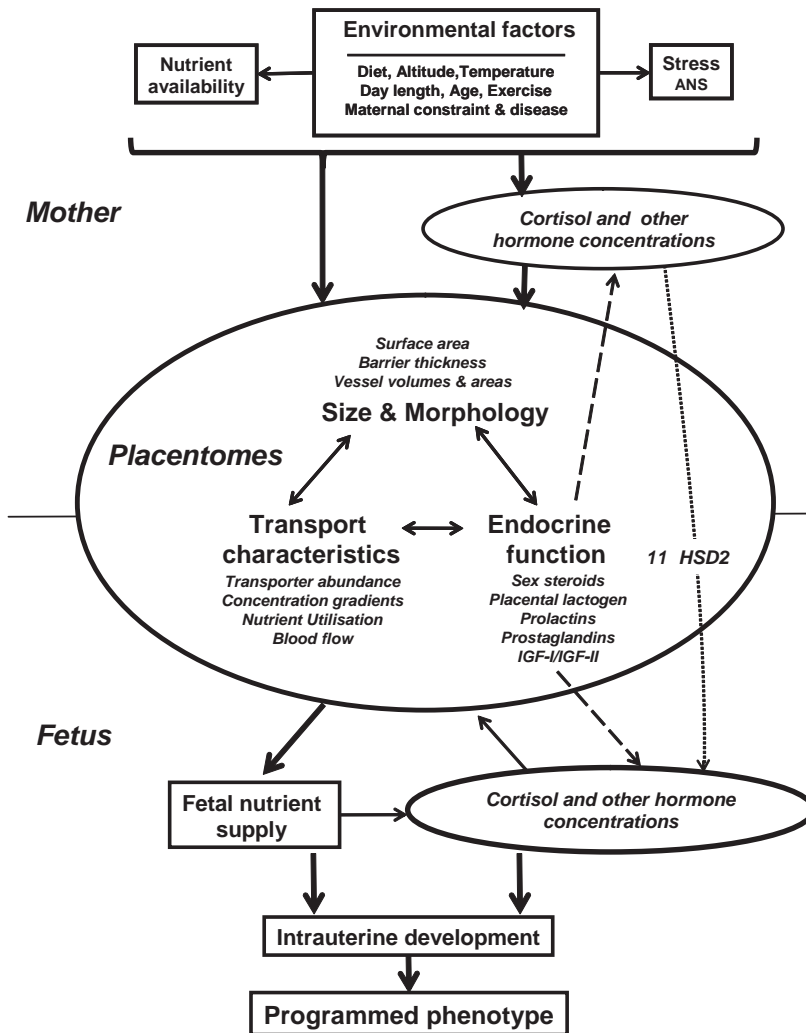 Environmental factors
Nutrient
availability
Diet, Altitude,Temperature
Day length, Age, Exercise
Maternal constraint & disease
Stress
ANS
Mother
Cortisol and other
hormone concentrations
Surface area
Barrier thickness
Vessel volumes & areas
Size & Morphology
Placentomes
Transport
characteristics
Transporter abundance
Concentration gradients
Nutrient Utilisation
Blood flow
Endocrine
function
Sex steroids
Placental lactogen
Prolactins
Prostaglandins
IGF-I/IGF-II
11 HSD2
Fetus
Fetal nutrient
supply
Cortisol and other hormone
concentrations
Intrauterine development
Programmed phenotype